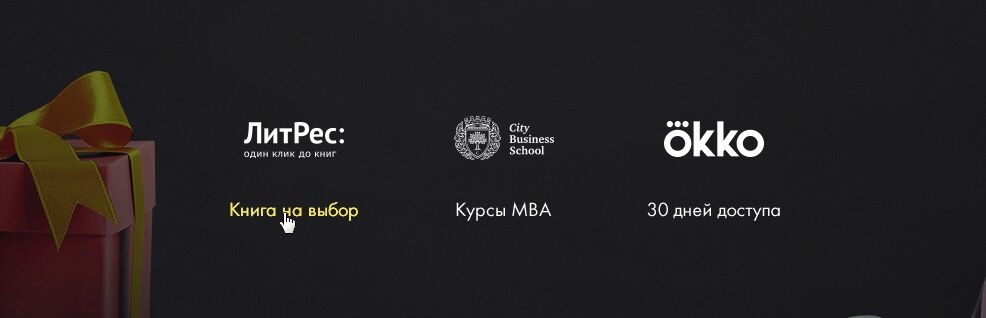 ЛитРес:
один клик до книг
City
Business
School
ökko
Книга на выбор
Курсы MBA
30 дней доступа